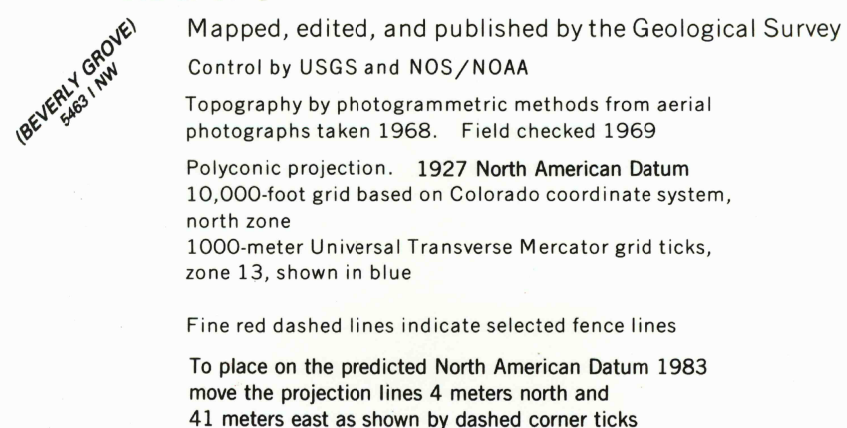 (BEVERLY GROVE)
5463 I NW
Mapped, edited, and published by the Geological Survey
Control by USGS and NOS/NOAA
Topography by photogrammetric methods from aerial
photographs taken 1968. Field checked 1969
Polyconic projection. 1927 North American Datum
10,000-foot grid based on Colorado coordinate system,
north zone
1000-meter Universal Transverse Mercator grid ticks,
zone 13, shown in blue
Fine red dashed lines indicate selected fence lines
To place on the predicted North American Datum 1983
move the projection lines 4 meters north and
41 meters east as shown by dashed corner ticks